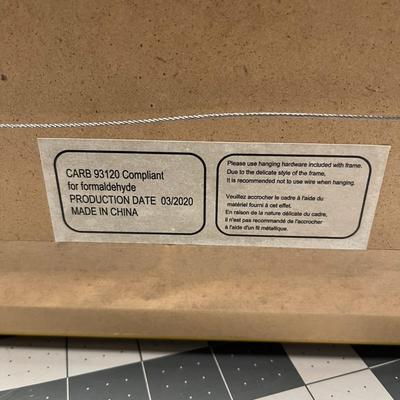 CARB 93120 Compliant
for formaldehyde
PRODUCTION DATE 03/2020
MADE IN CHINA
Please use hanging hardware included with frame.
Due to the delicate style of the frame,
It is recommended not to use wire when hanging.
Veuillez accrocher le cadre à l'aide du
matériel fourni à cet effet.
En raison de la nature délicate du cadre,
il n'est pas recommandé de l'accrocher
à l'aide d'un fil métallique.